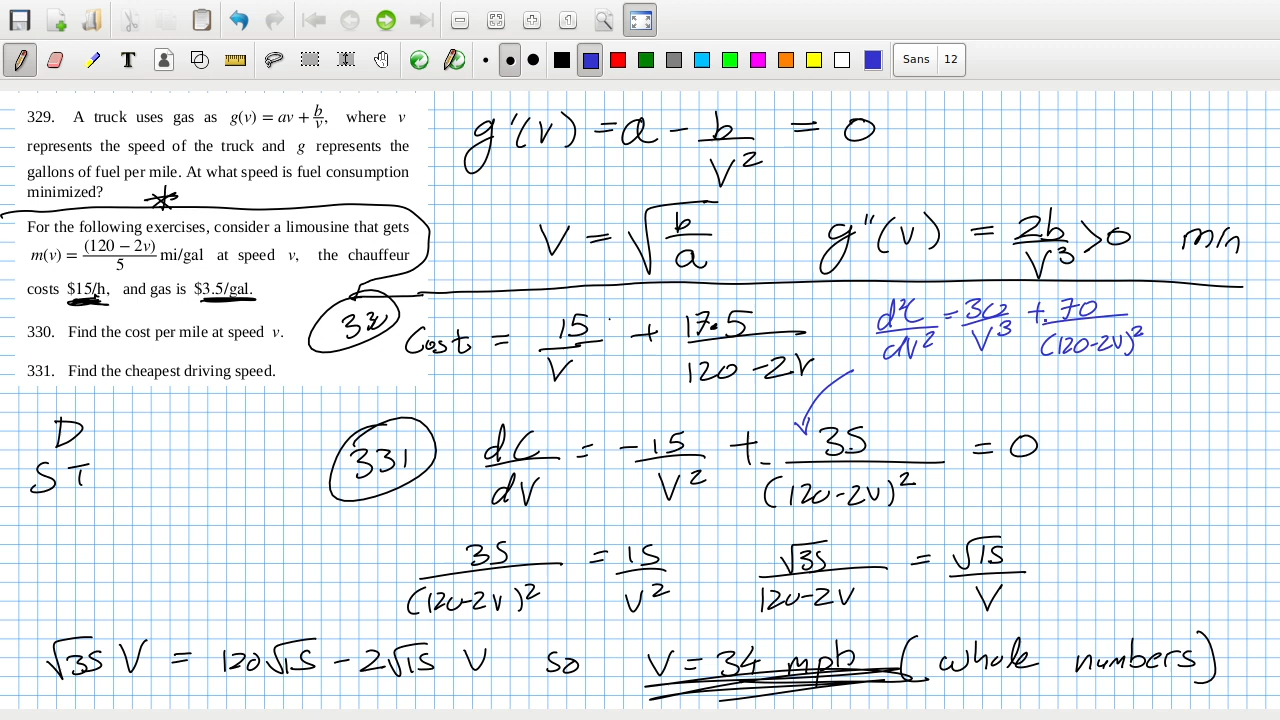 T Sans 12
329. A truck uses gas as g(v) = av + b/v, where v
represents the speed of the truck and g represents the
gallons of fuel per mile. At what speed is fuel consumption
minimized?
For the following exercises, consider a limousine that gets
m(v) = (120 − 2v)/5 mi/gal at speed v, the chauffeur
costs $15/h, and gas is $3.5/gal.
330. Find the cost per mile at speed v.
331. Find the cheapest driving speed.
g'(v) = a - b/v² = 0
V = √(b/a) g''(v) = 2b/V³ > 0 min
330 Cost = 15/V + 17.5/(120-2V)
d²C/dV² = 30/V³ + 70/(120-2V)²
D
S T
331 dC/dV = -15/V² + 35/(120-2V)² = 0
35/(120-2V)² = 15/V² √35/(120-2V) = √15/V
√35 V = 120√15 - 2√15 V so V = 34 mph (whole numbers)